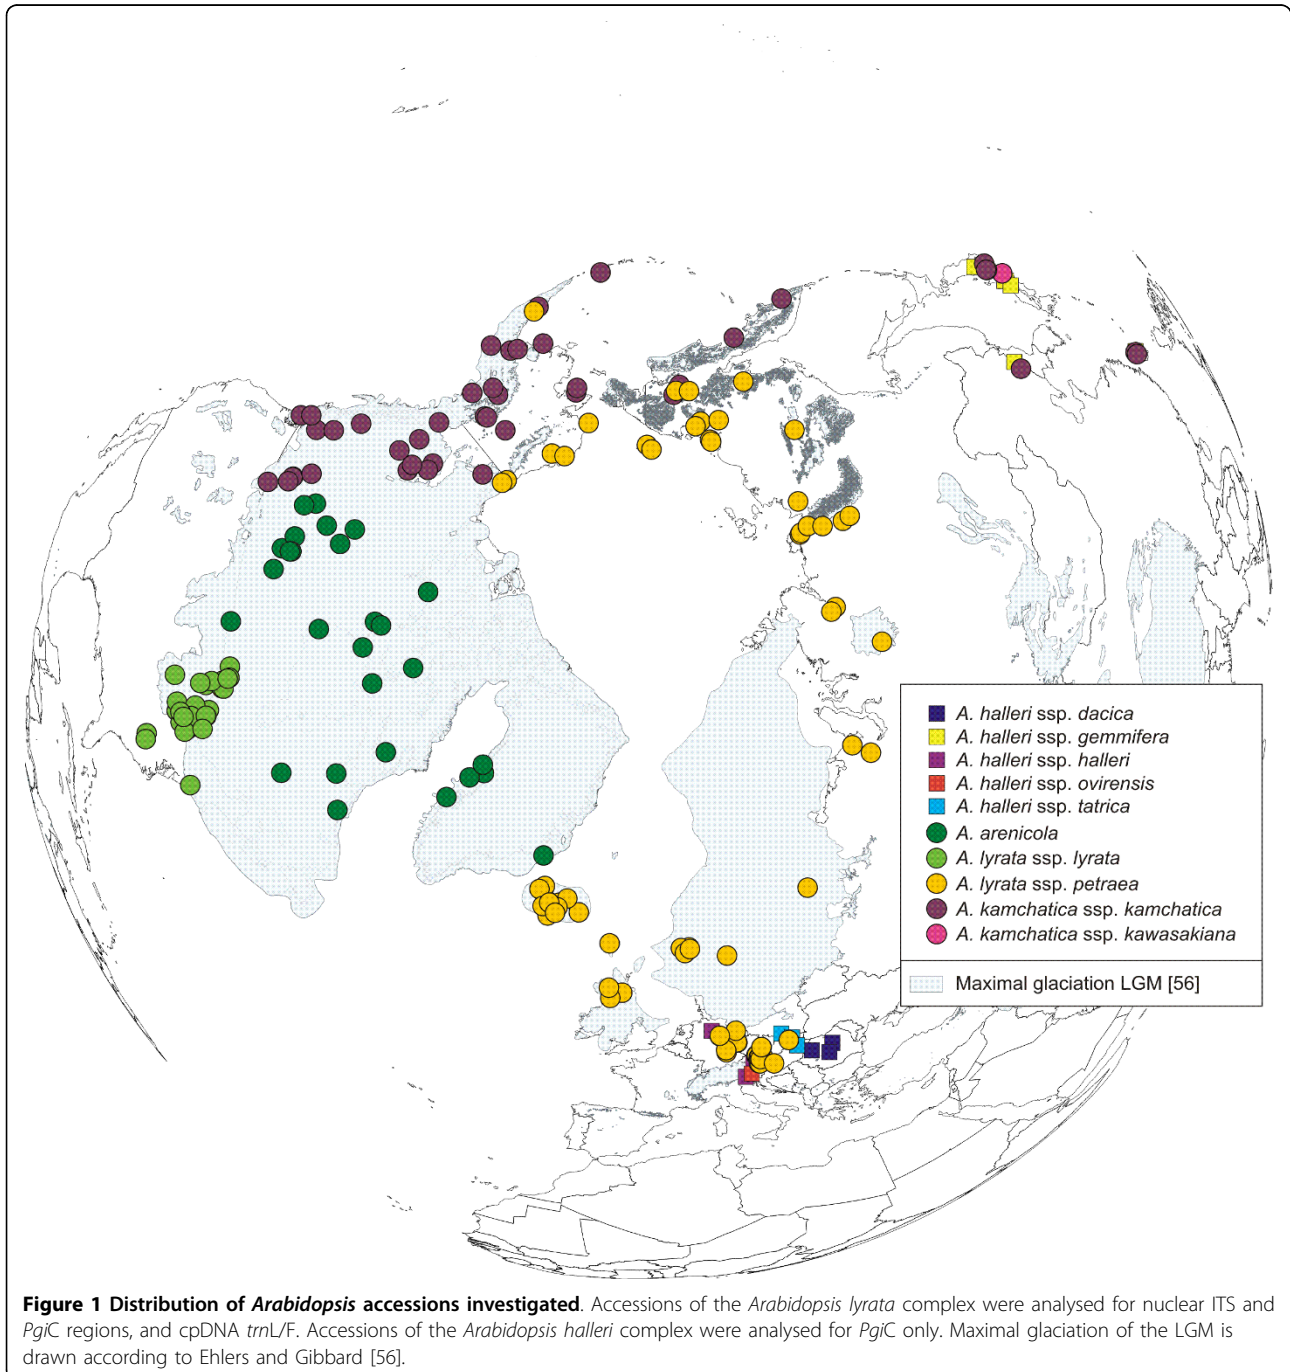 A. halleri ssp. dacica
A. halleri ssp. gemmifera
A. halleri ssp. halleri
A. halleri ssp. ovirensis
A. halleri ssp. tatrica
A. arenicola
A. lyrata ssp. lyrata
A. lyrata ssp. petraea
A. kamchatica ssp. kamchatica
A. kamchatica ssp. kawasakiana
Maximal glaciation LGM [56]
Figure 1 Distribution of Arabidopsis accessions investigated. Accessions of the Arabidopsis lyrata complex were analysed for nuclear ITS and
PgiC regions, and cpDNA trnL/F. Accessions of the Arabidopsis halleri complex were analysed for PgiC only. Maximal glaciation of the LGM is
drawn according to Ehlers and Gibbard [56].